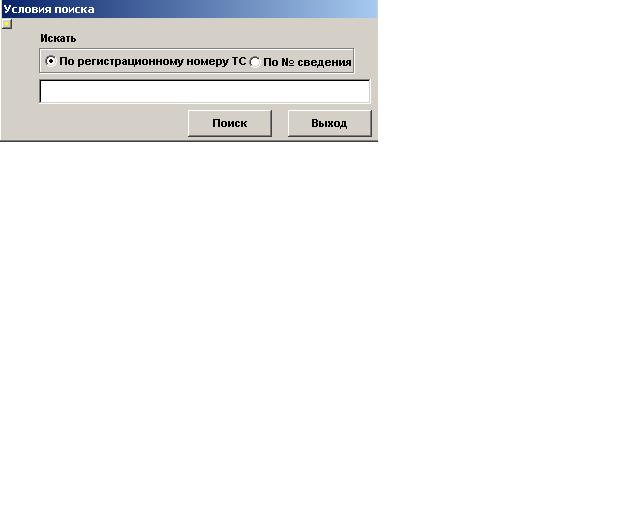 Условия поиска
Искать
По регистрационному номеру ТС По № сведения
Поиск Выход